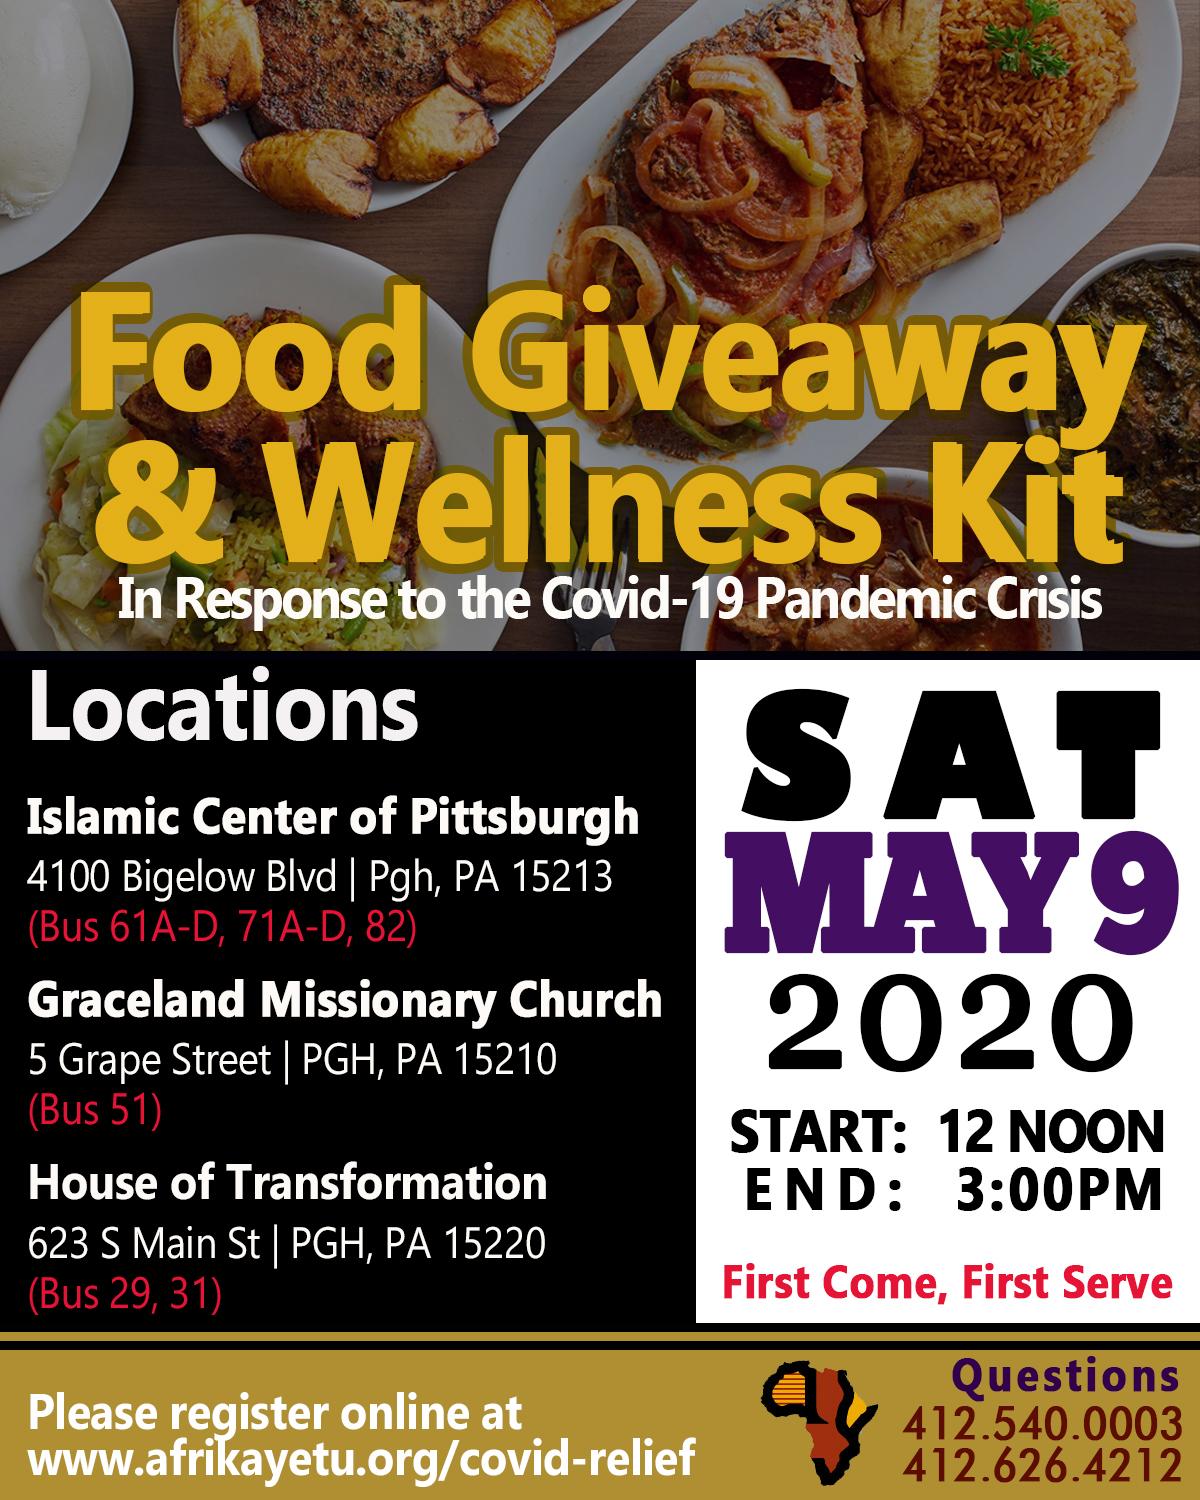 Food Giveaway
& Wellness Kit
In Response to the Covid-19 Pandemic Crisis
Locations
Islamic Center of Pittsburgh
4100 Bigelow Blvd | Pgh, PA 15213
(Bus 61A-D, 71A-D, 82)
Graceland Missionary Church
5 Grape Street | PGH, PA 15210
(Bus 51)
House of Transformation
623 S Main St | PGH, PA 15220
(Bus 29, 31)
SAT
MAY9
2020
START: 12 NOON
END: 3:00PM
First Come, First Serve
Please register online at
www.afrikayetu.org/covid-relief
Questions
412.540.0003
412.626.4212